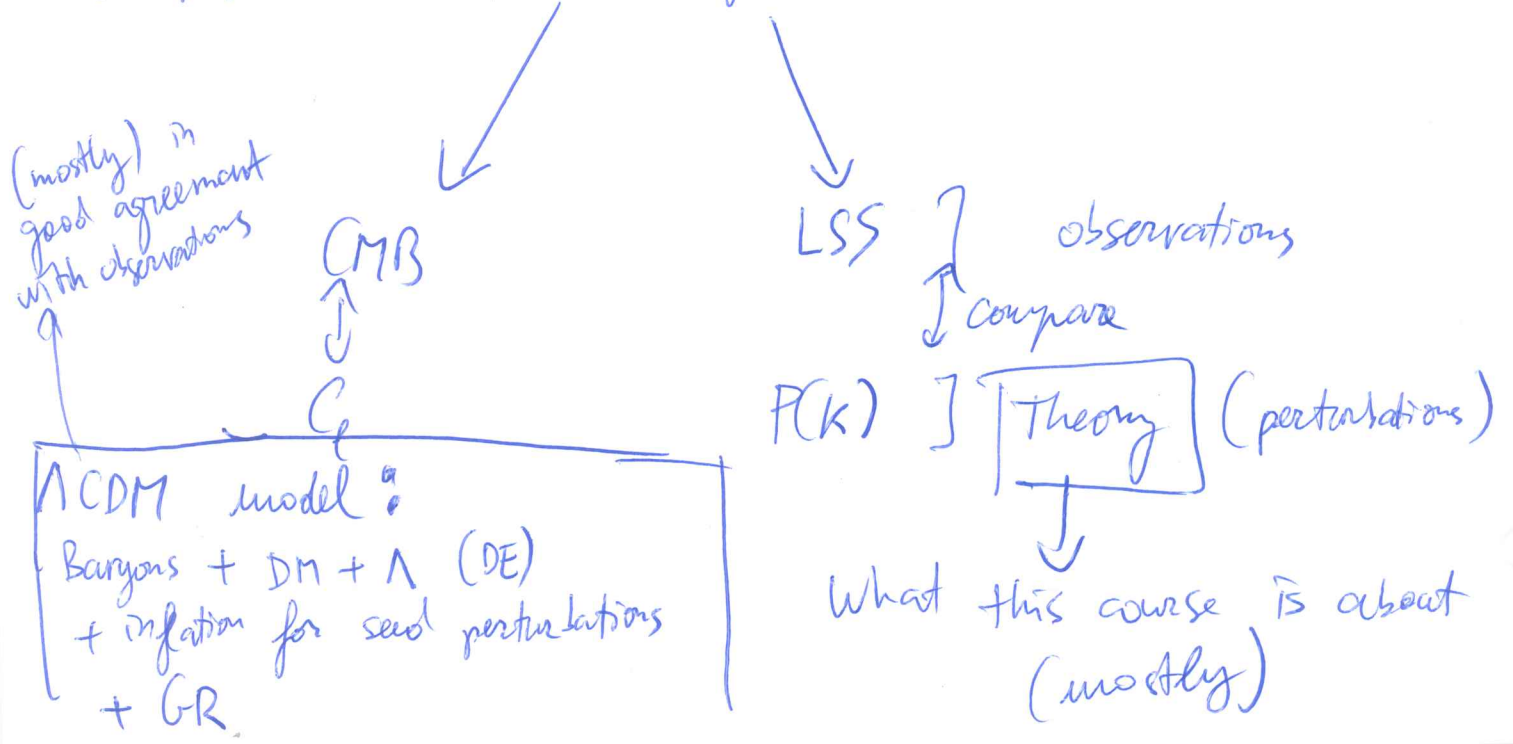 (mostly) in
good agreement
with observations
CMB
LSS ] observations
compare
C_ℓ
P(k) ] Theory (perturbations)
ΛCDM model :
Baryons + DM + Λ (DE)
+ inflation for seed perturbations
+ GR
What this course is about
(mostly)